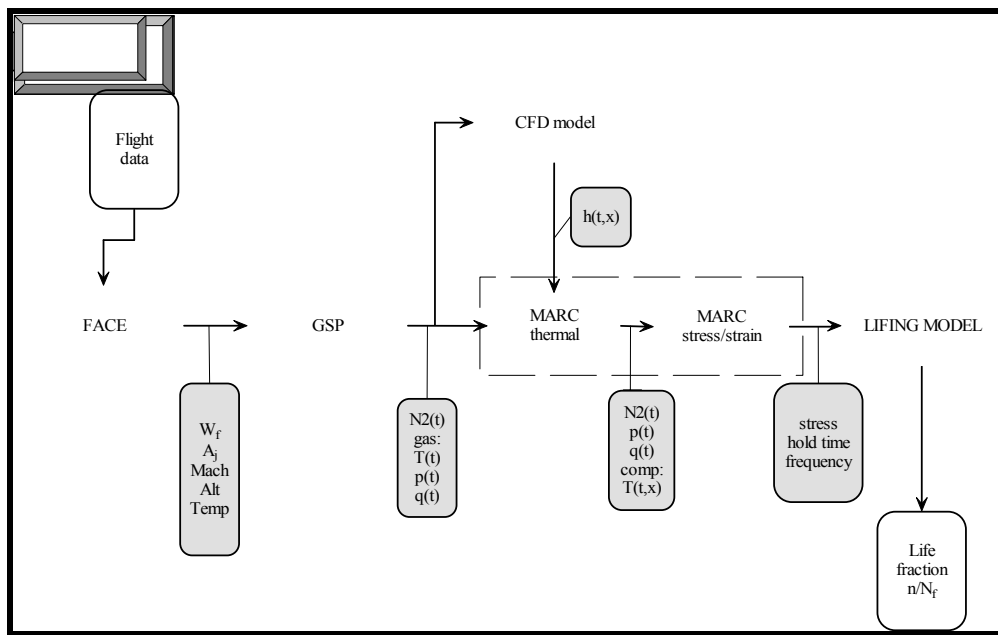 Flight
data
CFD model
h(t,x)
FACE
GSP
MARC
thermal
MARC
stress/strain
LIFING MODEL
W_f
A_j
Mach
Alt
Temp
N2(t)
gas:
T(t)
p(t)
q(t)
N2(t)
p(t)
q(t)
comp:
T(t,x)
stress
hold time
frequency
Life
fraction
n/N_f